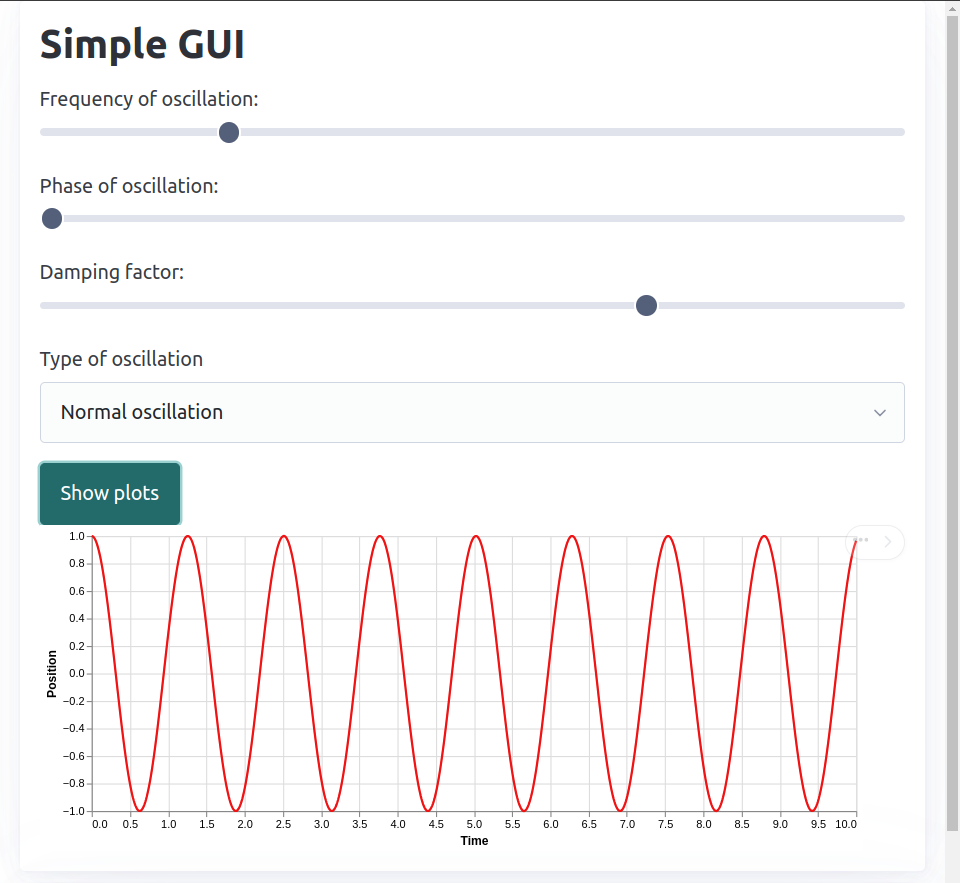 Simple GUI
Frequency of oscillation:
Phase of oscillation:
Damping factor:
Type of oscillation
Normal oscillation
Show plots
1.0
0.8
0.6
0.4
0.2
0.0
−0.2
−0.4
−0.6
−0.8
−1.0
Position
0.0 0.5 1.0 1.5 2.0 2.5 3.0 3.5 4.0 4.5 5.0 5.5 6.0 6.5 7.0 7.5 8.0 8.5 9.0 9.5 10.0
Time